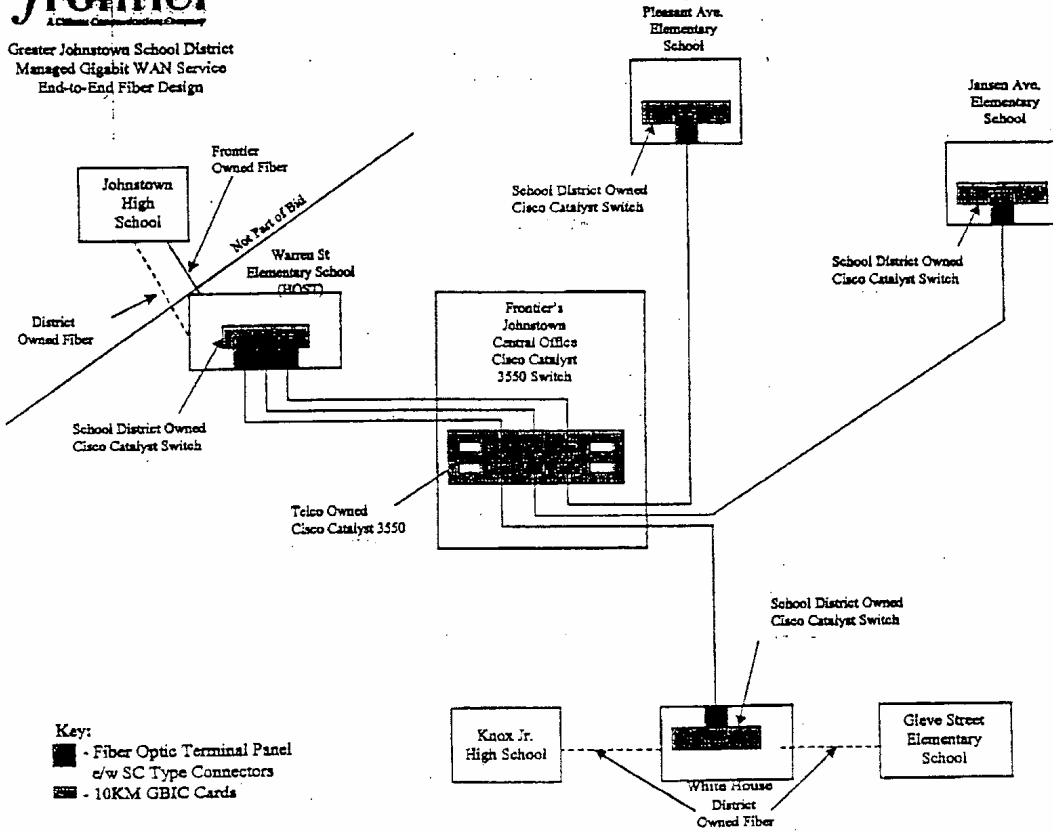 frontier
A Citizens Communications Company
Greater Johnstown School District
Managed Gigabit WAN Service
End-to-End Fiber Design
Pleasant Ave.
Elementary
School
Jansen Ave.
Elementary
School
Frontier
Owned Fiber
Johnstown
High
School
Not Part of Bid
School District Owned
Cisco Catalyst Switch
School District Owned
Cisco Catalyst Switch
Warren St
Elementary School
(HOST)
District
Owned Fiber
Frontier's
Johnstown
Central Office
Cisco Catalyst
3550 Switch
School District Owned
Cisco Catalyst Switch
Telco Owned
Cisco Catalyst 3550
School District Owned
Cisco Catalyst Switch
Key:
- Fiber Optic Terminal Panel
c/w SC Type Connectors
- 10KM GBIC Cards
Knox Jr.
High School
White House
District
Owned Fiber
Gleve Street
Elementary
School